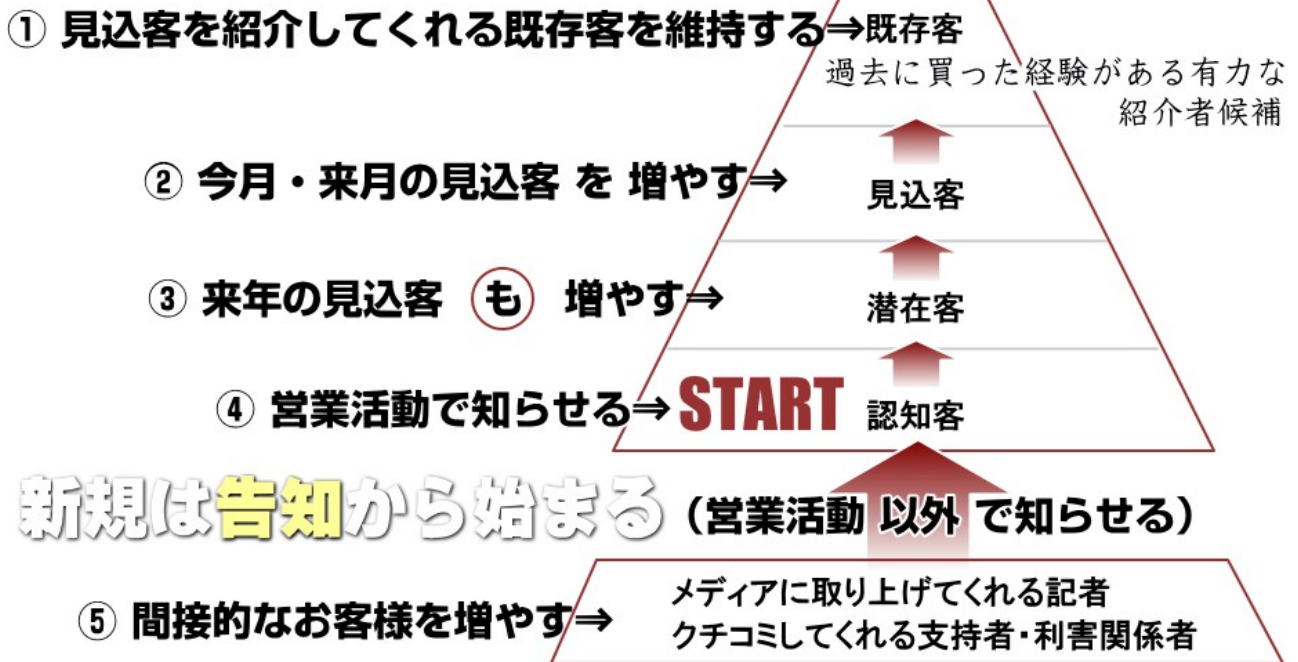 ① 見込客を紹介してくれる既存客を維持する⇒既存客
過去に買った経験がある有力な
紹介者候補
② 今月・来月の見込客 を 増やす⇒
見込客
③ 来年の見込客 も 増やす⇒
潜在客
④ 営業活動で知らせる⇒START 認知客
新規は告知から始まる（営業活動 以外 で知らせる）
⑤ 間接的なお客様を増やす⇒
メディアに取り上げてくれる記者
クチコミしてくれる支持者・利害関係者